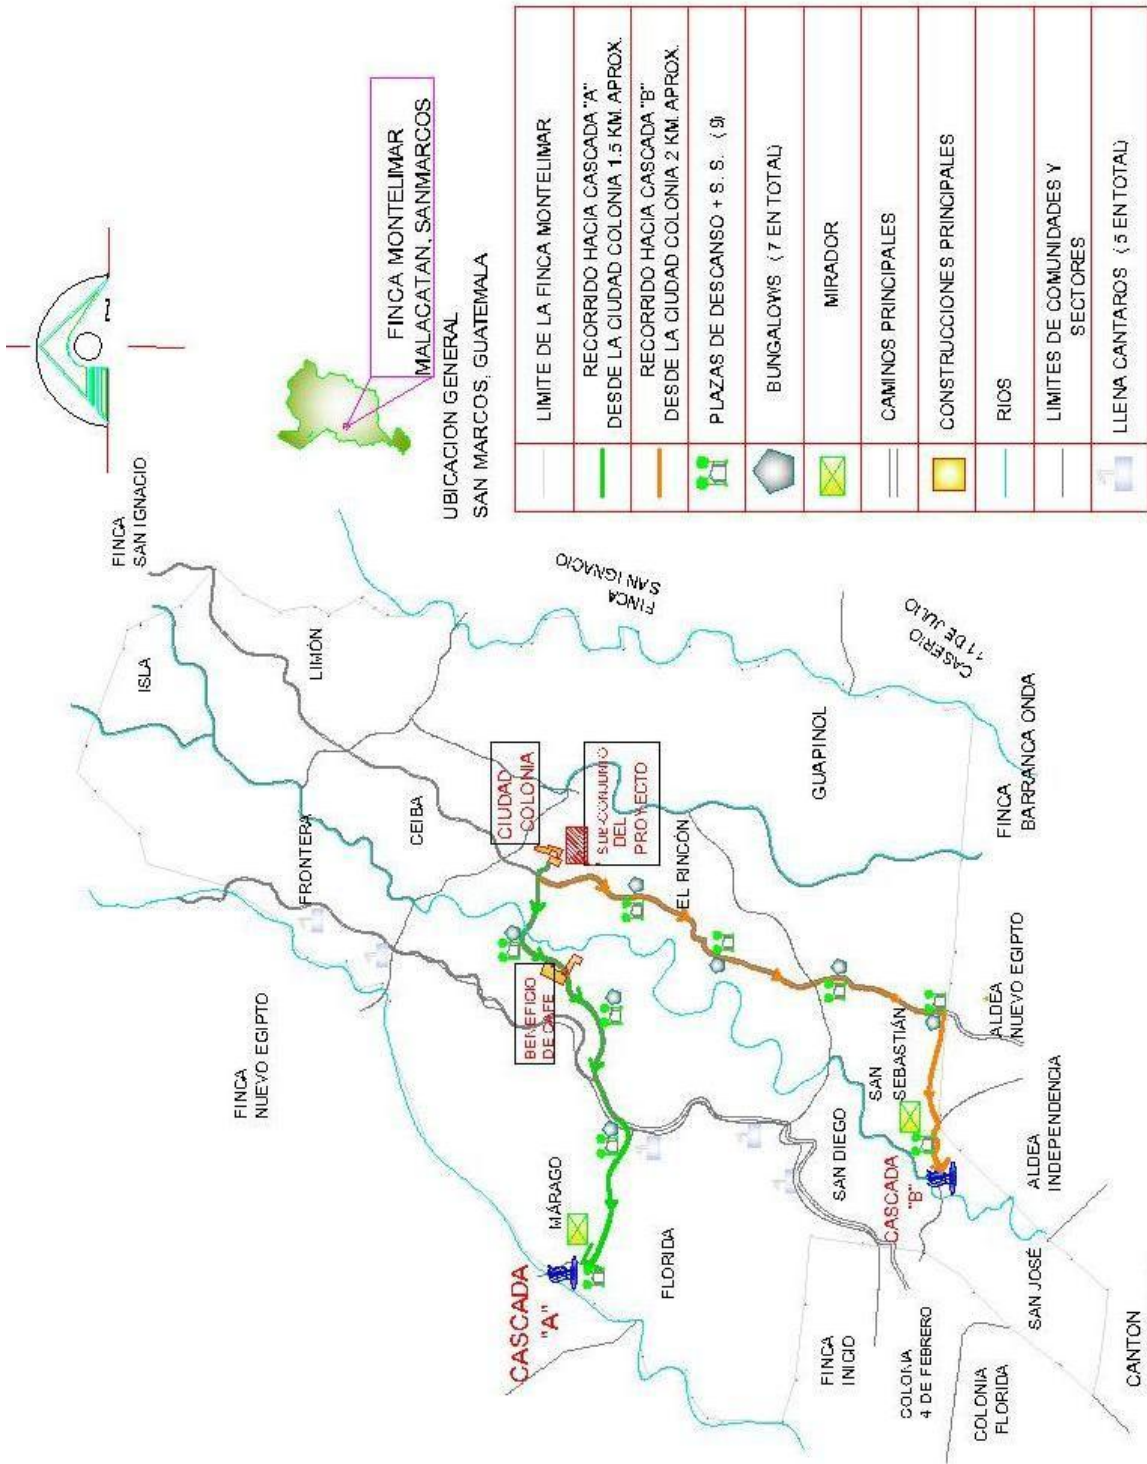 FINCA MONTELIMAR
MALACATAN, SANMARCOS
UBICACION GENERAL
SAN MARCOS, GUATEMALA
LIMITE DE LA FINCA MONTELIMAR
RECORRIDO HACIA CASCADA "A"
DESDE LA CIUDAD COLONIA 1.5 KM. APROX.
RECORRIDO HACIA CASCADA "B"
DESDE LA CIUDAD COLONIA 2 KM. APROX.
PLAZAS DE DESCANSO + S. S. ( 9)
BUNGALOWS ( 7 EN TOTAL)
MIRADOR
CAMINOS PRINCIPALES
CONSTRUCCIONES PRINCIPALES
RIOS
LIMITES DE COMUNIDADES Y
SECTORES
LLENA CANTAROS ( 5 EN TOTAL)
FINCA
SAN IGNACIO
ISLA
LIMÓN
FINCA
SAN IGNACIO
CASERIO
11 DE JULIO
FRONTERA
CEIBA
CIUDAD
COLONIA
SUB-CONJUNTO
DEL
PROYECTO
GUAPINOL
FINCA
BARRANCA ONDA
EL RINCÓN
FINCA
NUEVO EGIPTO
BENEFICIO
DE CAFE
ALDEA
NUEVO EGIPTO
SAN
SEBASTIÁN
MÁRAGO
SAN DIEGO
ALDEA
INDEPENDENCIA
CASCADA
"A"
CASCADA
"B"
FLORIDA
SAN JOSÉ
FINCA
INICIO
COLONIA
4 DE FEBRERO
COLONIA
FLORIDA
CANTON